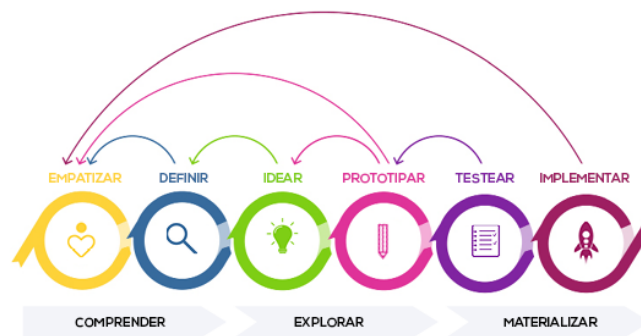 EMPATIZAR DEFINIR IDEAR PROTOTIPAR TESTEAR IMPLEMENTAR
COMPRENDER EXPLORAR MATERIALIZAR